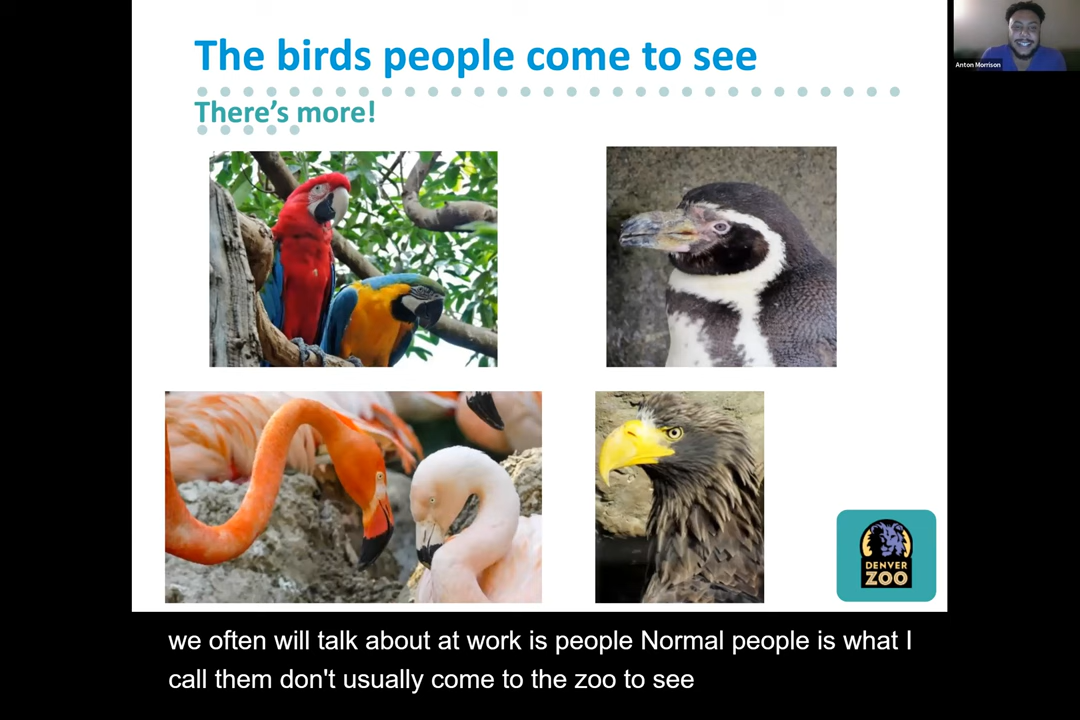 The birds people come to see
There's more!
Anton Morrison
DENVER
ZOO
we often will talk about at work is people Normal people is what I
call them don't usually come to the zoo to see